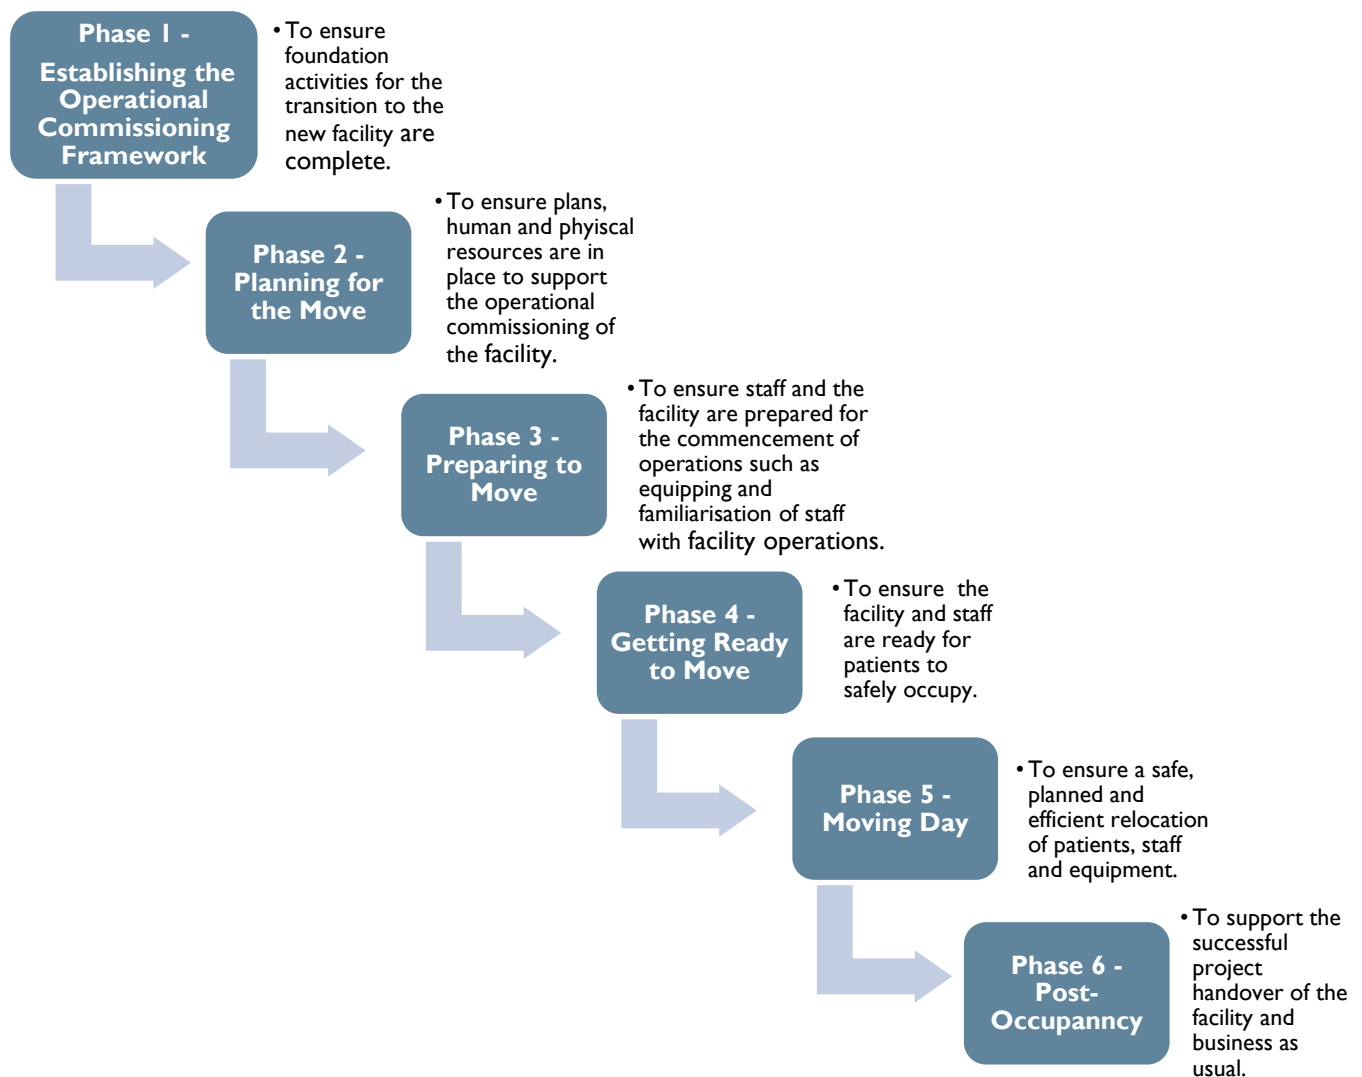 Phase 1 -
Establishing the
Operational
Commissioning
Framework
• To ensure
foundation
activities for the
transition to the
new facility are
complete.
Phase 2 -
Planning for
the Move
• To ensure plans,
human and phyiscal
resources are in
place to support
the operational
commissioning of
the facility.
Phase 3 -
Preparing to
Move
• To ensure staff and the
facility are prepared for
the commencement of
operations such as
equipping and
familiarisation of staff
with facility operations.
Phase 4 -
Getting Ready
to Move
• To ensure  the
facility and staff
are ready for
patients to
safely occupy.
Phase 5 -
Moving Day
• To ensure a safe,
planned and
efficient relocation
of patients, staff
and equipment.
Phase 6 -
Post-
Occupanncy
• To support the
successful
project
handover of the
facility and
business as
usual.